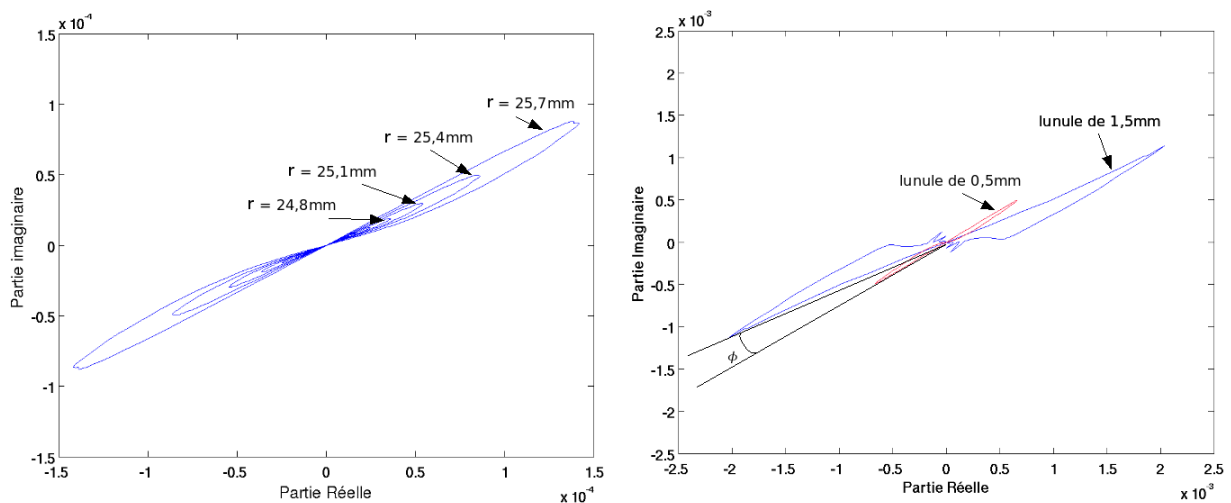 x 10⁻⁴
1.5
1
0.5
0
-0.5
-1
-1.5
Partie imaginaire
r = 25,7mm
r = 25,4mm
r = 25,1mm
r = 24,8mm
-1.5
-1
-0.5
0
0.5
1
1.5
Partie Réelle
x 10⁻⁴
x 10⁻³
2.5
2
1.5
1
0.5
0
-0.5
-1
-1.5
-2
-2.5
Partie Imaginaire
lunule de 1,5mm
lunule de 0,5mm
ϕ
-2.5
-2
-1.5
-1
-0.5
0
0.5
1
1.5
2
2.5
Partie Réelle
x 10⁻³